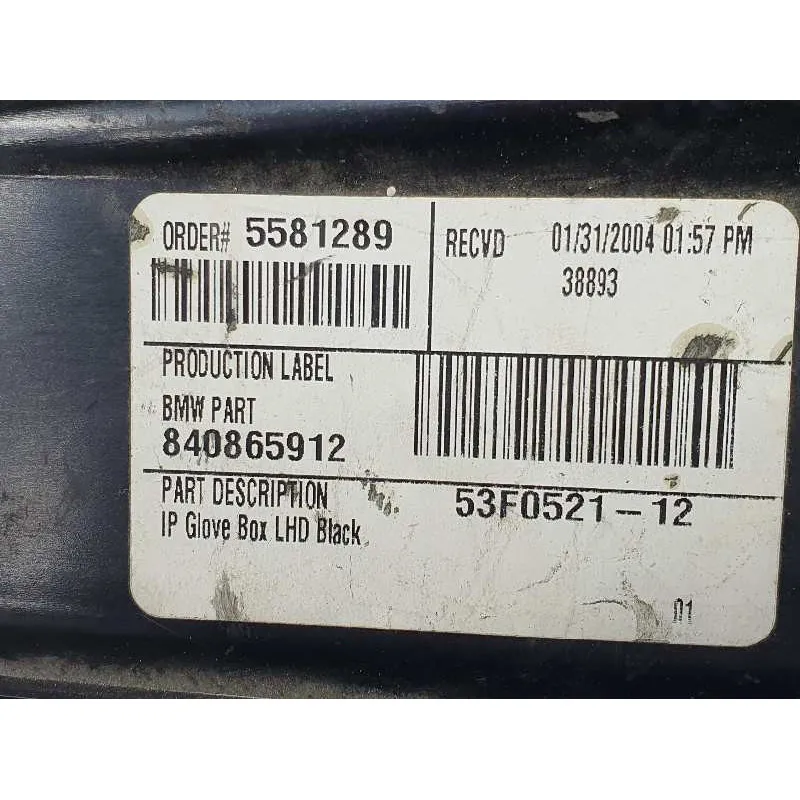 ORDER# 5581289
RECVD 01/31/2004 01:57 PM
38893
PRODUCTION LABEL
BMW PART
840865912
PART DESCRIPTION
IP Glove Box LHD Black
53F0521-12
01